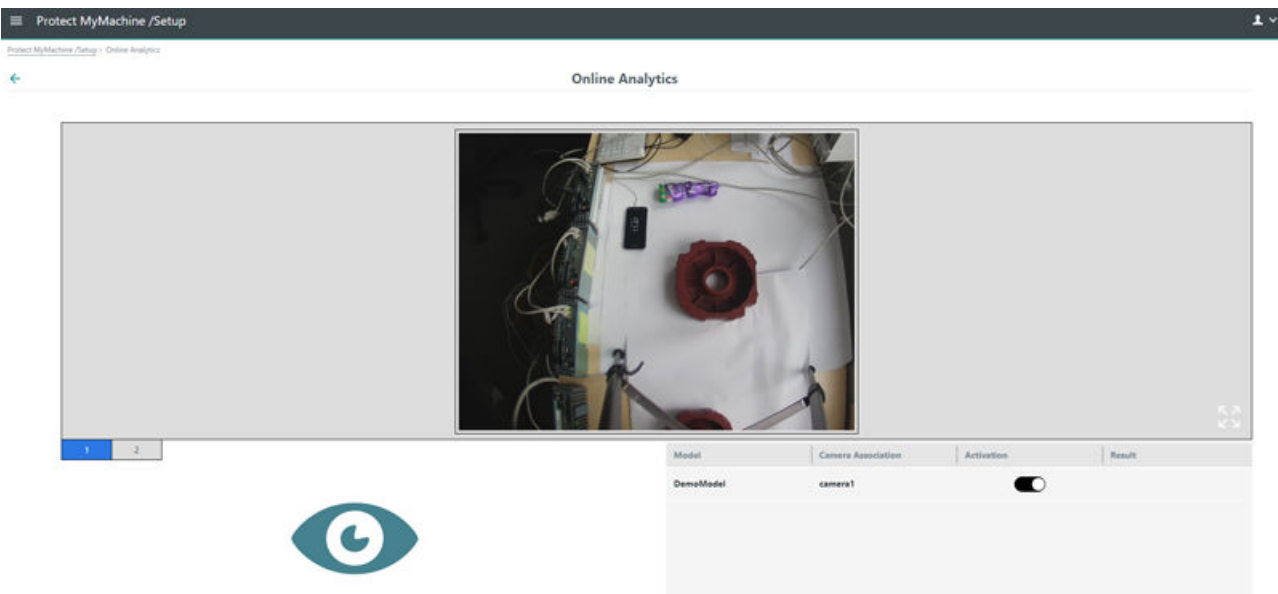 Protect MyMachine /Setup
Protect MyMachine /Setup > Online Analytics
Online Analytics
1 2
Model Camera Association Activation Result
DemoModel camera1